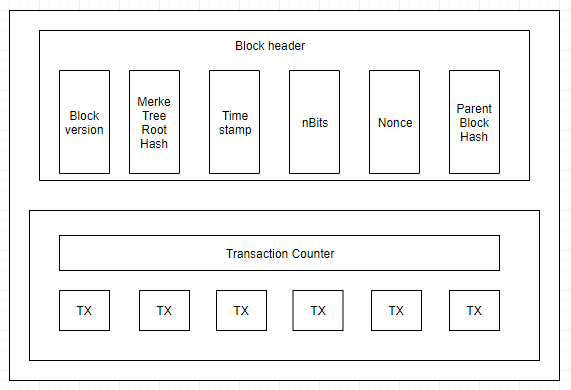 Block header
Block
version
Merke
Tree
Root
Hash
Time
stamp
nBits
Nonce
Parent
Block
Hash
Transaction Counter
TX
TX
TX
TX
TX
TX